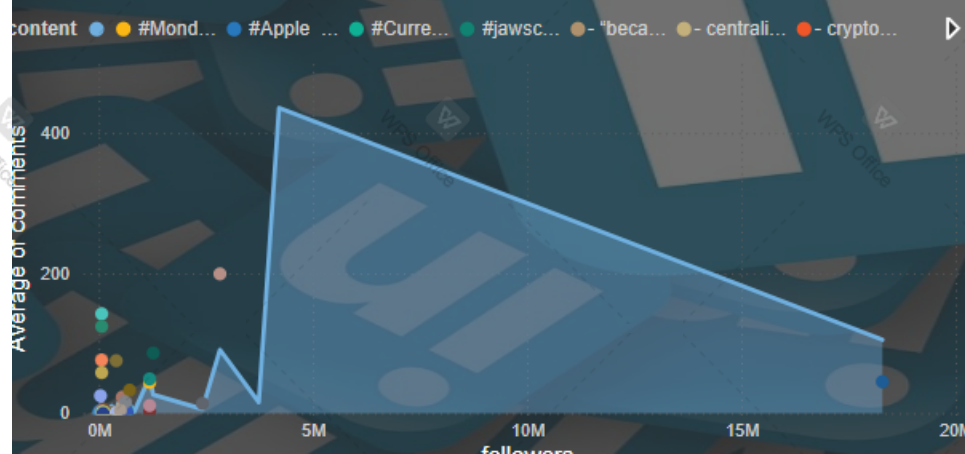 content #Mond... #Apple ... #Curre... #jawsc... - "beca... - centrali... - crypto...
Average of comments
400
200
0
0M 5M 10M 15M 20M
followers
WPS Office
WPS Office